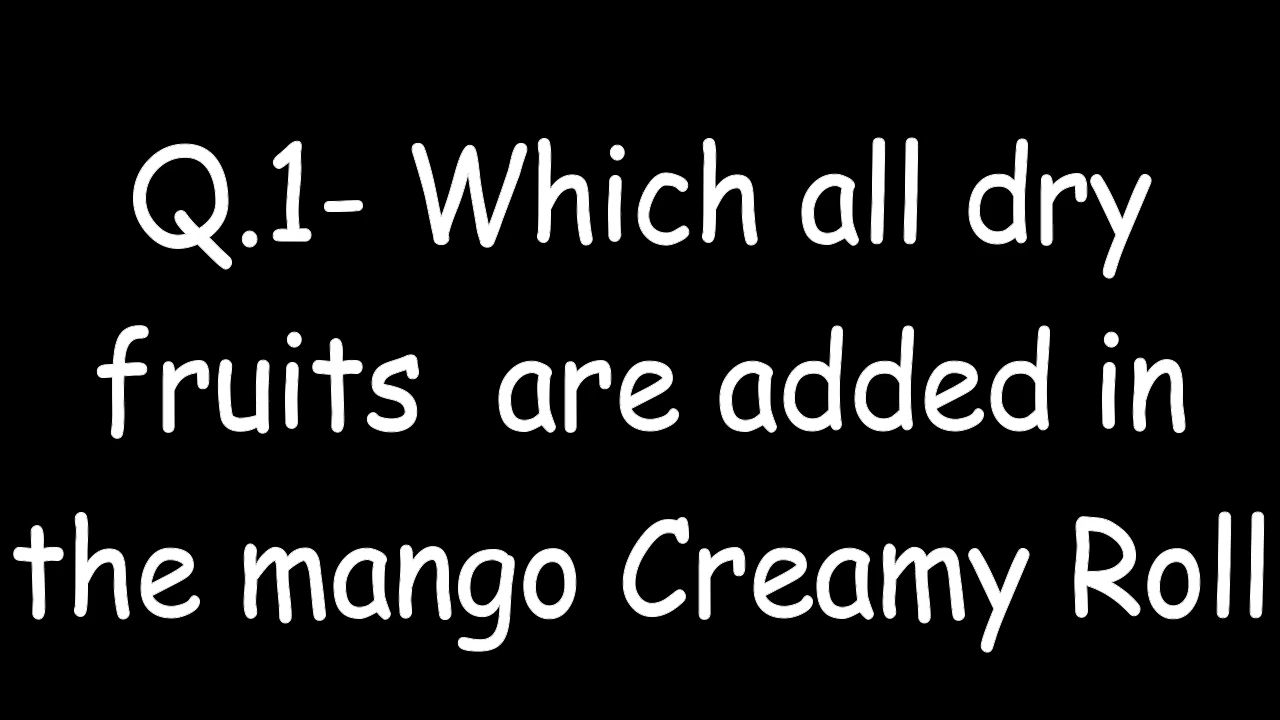 Q.1- Which all dry
fruits  are added in
the mango Creamy Roll